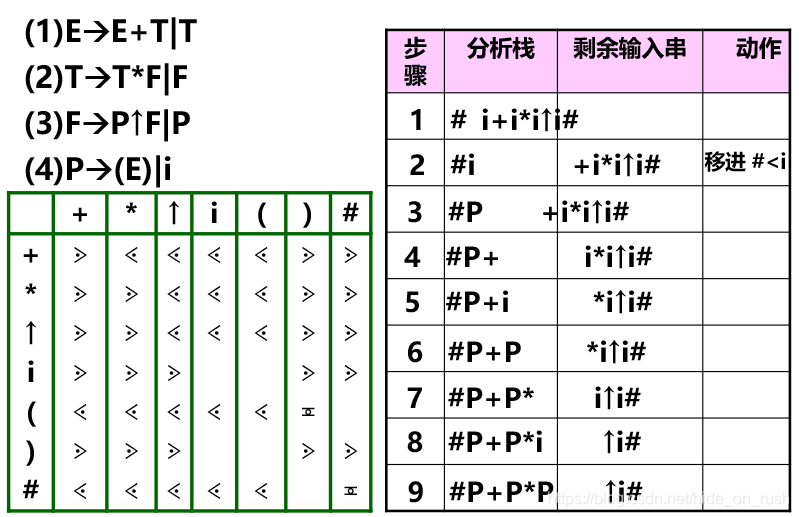 (1)E→E+T|T
(2)T→T*F|F
(3)F→P↑F|P
(4)P→(E)|i
+ * ↑ i ( ) #
+ ⋗ ⋖ ⋖ ⋖ ⋖ ⋗ ⋗
* ⋗ ⋗ ⋖ ⋖ ⋖ ⋗ ⋗
↑ ⋗ ⋗ ⋖ ⋖ ⋖ ⋗ ⋗
i ⋗ ⋗ ⋗ ⋗ ⋗
( ⋖ ⋖ ⋖ ⋖ ⋖ ≖
) ⋗ ⋗ ⋗ ⋗ ⋗
# ⋖ ⋖ ⋖ ⋖ ⋖ ≖
步骤 分析栈 剩余输入串 动作
1 # i+i*i↑i#
2 #i +i*i↑i# 移进 #<i
3 #P +i*i↑i#
4 #P+ i*i↑i#
5 #P+i *i↑i#
6 #P+P *i↑i#
7 #P+P* i↑i#
8 #P+P*i ↑i#
9 #P+P*P ↑i#
https://blog.csdn.net/hide_on_rush